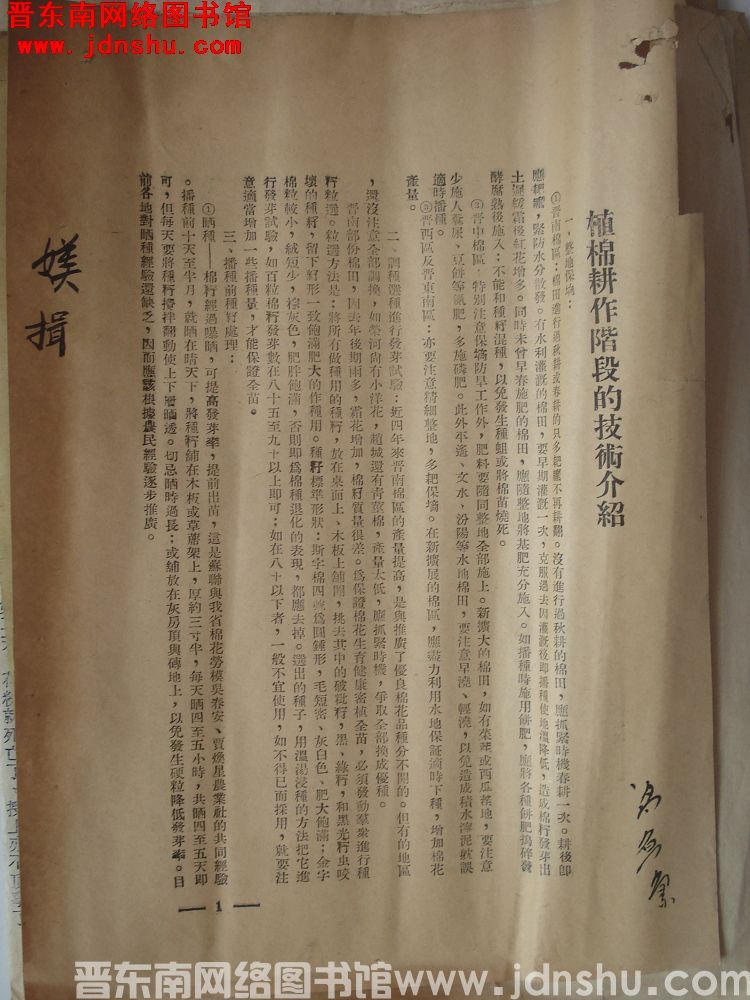 晋东南网络图书馆
www.jdnshu.com
植棉耕作階段的技術介紹
一、整地保墒：
①晋南棉區：棉田進行過秋耕或春耕的只多耙耱不再耕翻。沒有進行過秋耕的棉田，應抓緊時機春耕一次。耕後卽
應耙耱，緊防水分散發。有水利灌溉的棉田，要早期灌溉一次，克服過去因灌溉後卽播種使地溫降低，造成棉籽發芽出
土遲緩霜後紅花增多。同時未曾早春施肥的棉田，應隨整地將基肥充分施入。如播種時施用餅肥，應將各種餅肥搗碎發
酵腐熟後施入：不能和種籽混種，以免發生種蛆或將棉苗燒死。
②晋中棉區：特別注意保墒防旱工作外，肥料要隨同整地全部施上。新擴大的棉田，如有菜菜或西瓜茬地，要注意
少施人糞尿、豆餅等氮肥，多施磷肥。此外平遙、文水，汾陽等水地棉田，要注意早澆、輕澆，以免造成積水濘泥就誤
適時播種。
③晋西區及晋東南區：亦要注意精細整地，多耙保墒。在新擴展的棉區，應盡力利用水地保証適時下種，增加棉花
產量。
二、調種選種進行發芽試驗：近四年來晋南棉區的產量提高，是與推廣了優良棉花品種分不開的。但有的地區
，還沒注意全部調換，如榮河尚有小洋花，趙城還有靑莖棉，產量太低，應抓緊時機，爭取全部換成優種。
晋南部份棉田，因去年後期雨多，霜花增加，棉籽質量很差。爲保證棉花生育健康密植全苗，必須發動羣衆進行種
籽粒選。粒選方法是：將所有做種用的種籽，放在桌面上、木板上舖開，挑去其中的破秕籽，黑、綠籽，和黑光籽虫咬
壞的種籽，留下籽形一致飽滿肥大的作種用。種籽標準形狀：斯字棉四號爲圓錘形，毛短密、灰白色、肥大飽滿；金字
棉粒較小，絨短少，棕灰色，肥胖飽滿，否則卽爲棉種退化的表現，都應去掉。選出的種子，用溫湯浸種的方法把它進
行發芽試驗，如百粒棉籽發芽數在八十五至九十以上卽可；如在八十以下者，一般不宜使用，如不得已而採用，就要注
意適當增加一些播種量，才能保證全苗。
三、播種前種籽處理：
①晒種——棉籽經過曝晒，可提高發芽率，提前出苗，這是蘇聯與我省棉花勞模吳春安、賈煥星農業社的共同經驗
。播種前十天至半月，就晒在晴天下，將種籽舖在木板或草蓆架上，厚約三寸半，每天晒四至五小時，共晒四至五天卽
可，但每天要將種籽攪拌翻動使上下層晒透。切忌晒時過長；或舖放在灰房頂與磚地上，以免發生硬粒降低發芽率。目
前各地對晒種經驗還缺乏，因而應該根據農民經驗逐步推廣。
— 1 —
晋东南网络图书馆 www.jdnshu.com